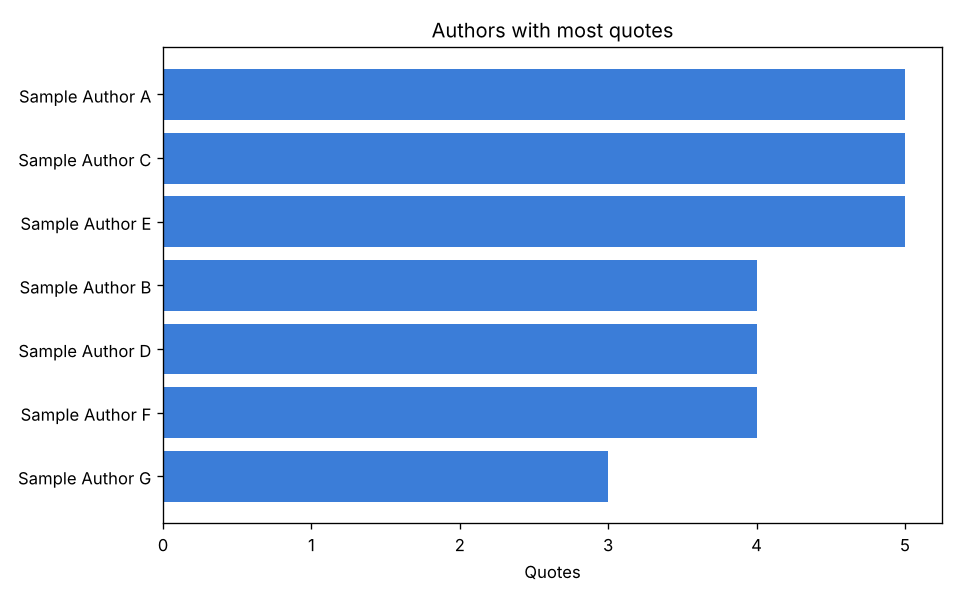 Authors with most quotes
Sample Author A
Sample Author C
Sample Author E
Sample Author B
Sample Author D
Sample Author F
Sample Author G
0 1 2 3 4 5
Quotes